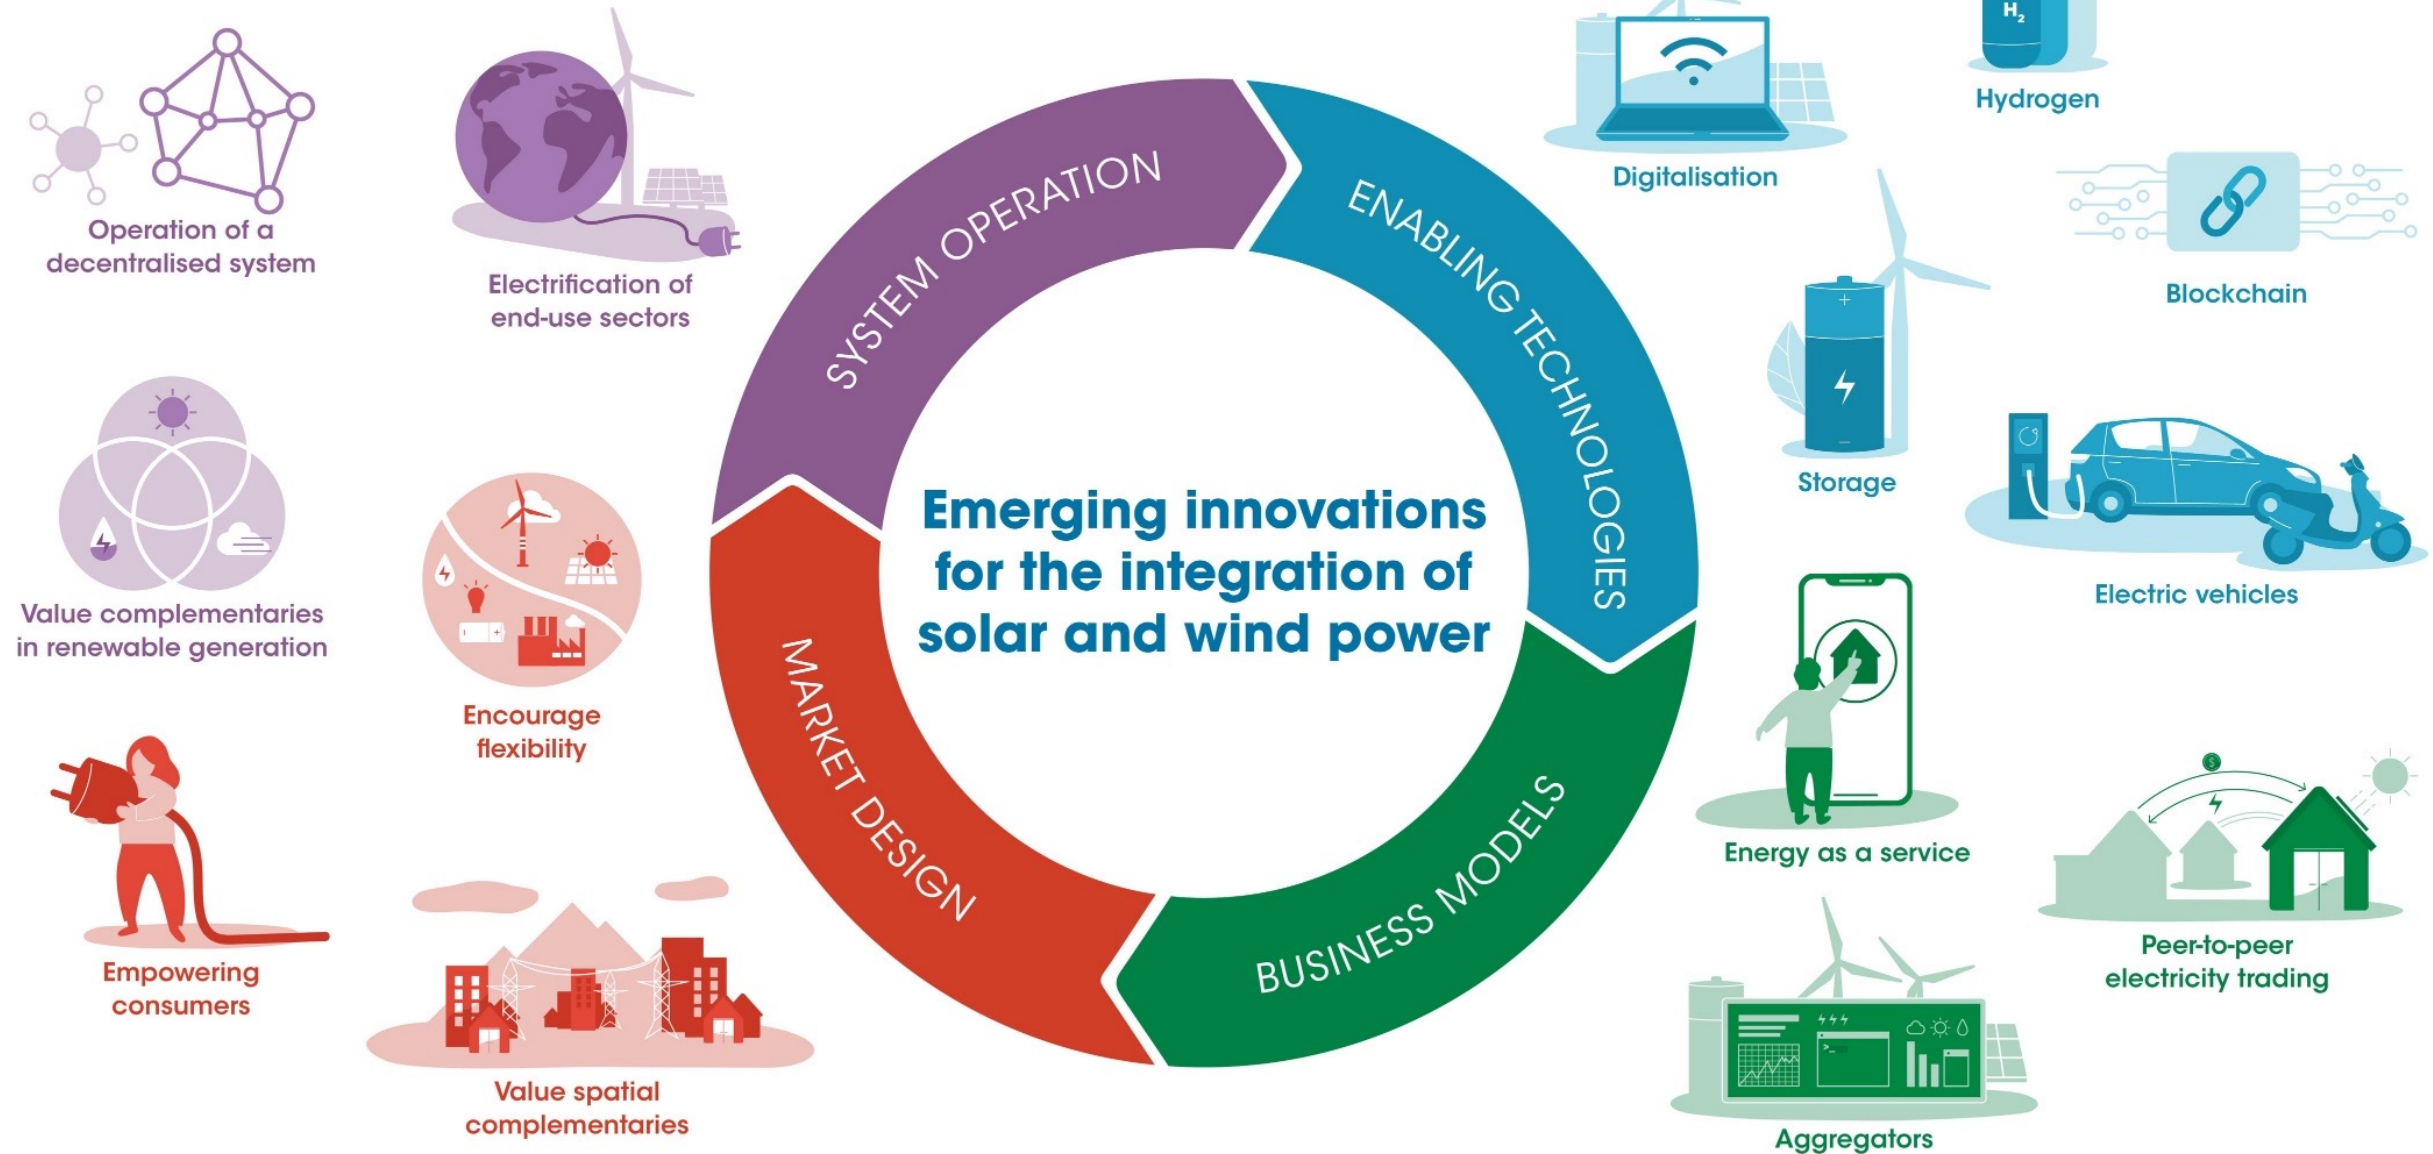 H₂
Hydrogen
Digitalisation
Blockchain
Storage
Electric vehicles
Operation of a
decentralised system
Electrification of
end-use sectors
Value complementaries
in renewable generation
SYSTEM OPERATION
ENABLING TECHNOLOGIES
Emerging innovations
for the integration of
solar and wind power
MARKET DESIGN
BUSINESS MODELS
Encourage
flexibility
Empowering
consumers
Value spatial
complementaries
Energy as a service
$
Peer-to-peer
electricity trading
>_
Aggregators